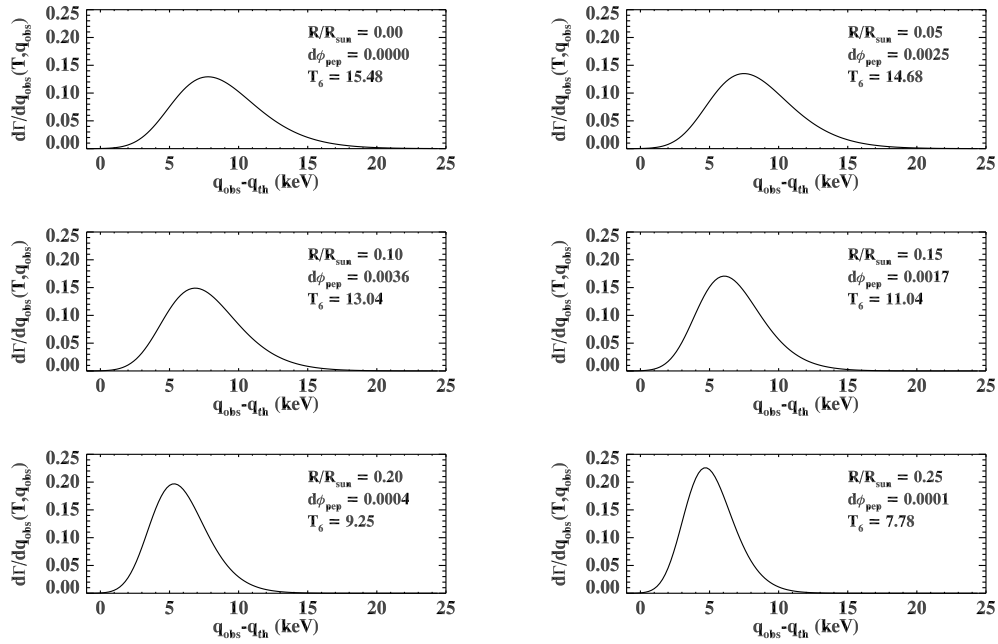 0.25
0.20
0.15
0.10
0.05
0.00
dΓ/dq_obs(T,q_obs)
R/R_sun = 0.00
dϕ_pep = 0.0000
T_6 = 15.48
0 5 10 15 20 25
q_obs-q_th (keV)
0.25
0.20
0.15
0.10
0.05
0.00
dΓ/dq_obs(T,q_obs)
R/R_sun = 0.05
dϕ_pep = 0.0025
T_6 = 14.68
0 5 10 15 20 25
q_obs-q_th (keV)
0.25
0.20
0.15
0.10
0.05
0.00
dΓ/dq_obs(T,q_obs)
R/R_sun = 0.10
dϕ_pep = 0.0036
T_6 = 13.04
0 5 10 15 20 25
q_obs-q_th (keV)
0.25
0.20
0.15
0.10
0.05
0.00
dΓ/dq_obs(T,q_obs)
R/R_sun = 0.15
dϕ_pep = 0.0017
T_6 = 11.04
0 5 10 15 20 25
q_obs-q_th (keV)
0.25
0.20
0.15
0.10
0.05
0.00
dΓ/dq_obs(T,q_obs)
R/R_sun = 0.20
dϕ_pep = 0.0004
T_6 = 9.25
0 5 10 15 20 25
q_obs-q_th (keV)
0.25
0.20
0.15
0.10
0.05
0.00
dΓ/dq_obs(T,q_obs)
R/R_sun = 0.25
dϕ_pep = 0.0001
T_6 = 7.78
0 5 10 15 20 25
q_obs-q_th (keV)